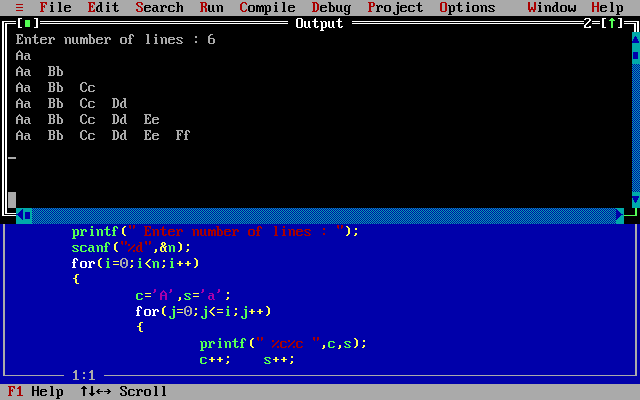 ≡ File Edit Search Run Compile Debug Project Options Window Help
[■] Output 2=[↑]
Enter number of lines : 6
Aa
Aa Bb
Aa Bb Cc
Aa Bb Cc Dd
Aa Bb Cc Dd Ee
Aa Bb Cc Dd Ee Ff
printf(" Enter number of lines : ");
scanf("%d",&n);
for(i=0;i<n;i++)
{
c='A',s='a';
for(j=0;j<=i;j++)
{
printf(" %c%c ",c,s);
c++; s++;
1:1
F1 Help ↑↓←→ Scroll